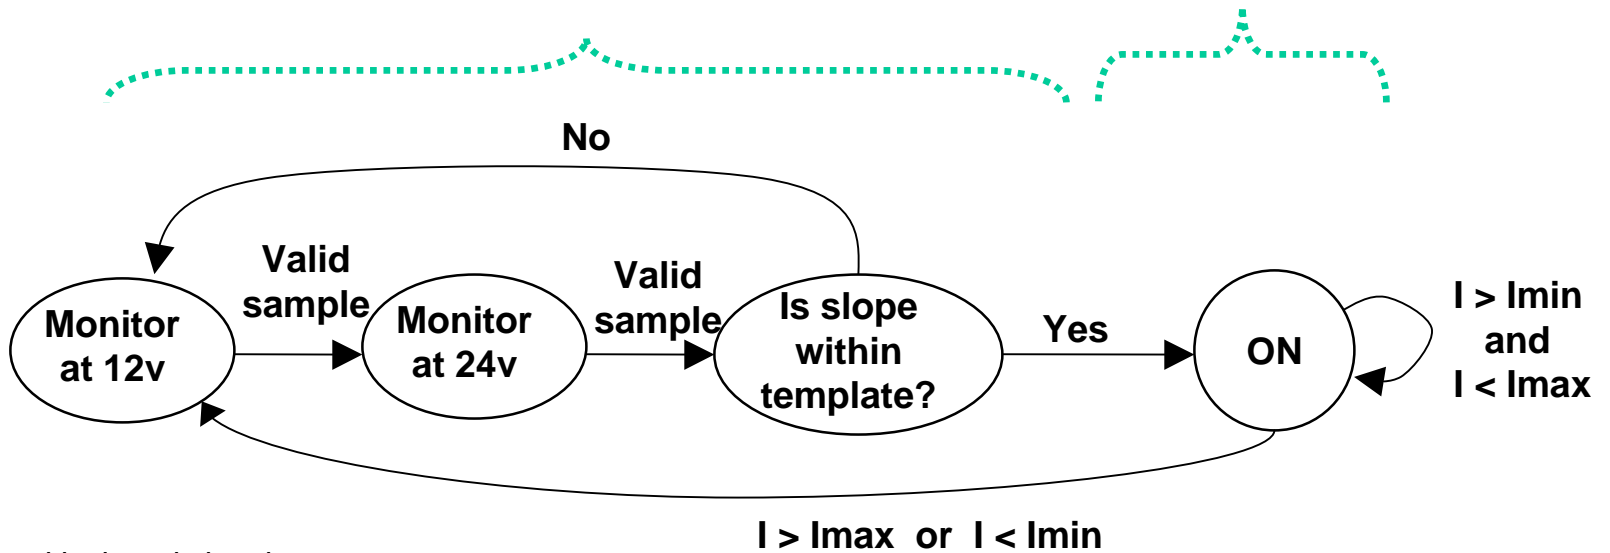 No
Valid
sample
Valid
sample
Monitor
at 12v
Monitor
at 24v
Is slope
within
template?
Yes
ON
I > Imin
and
I < Imax
I > Imax or I < Imin